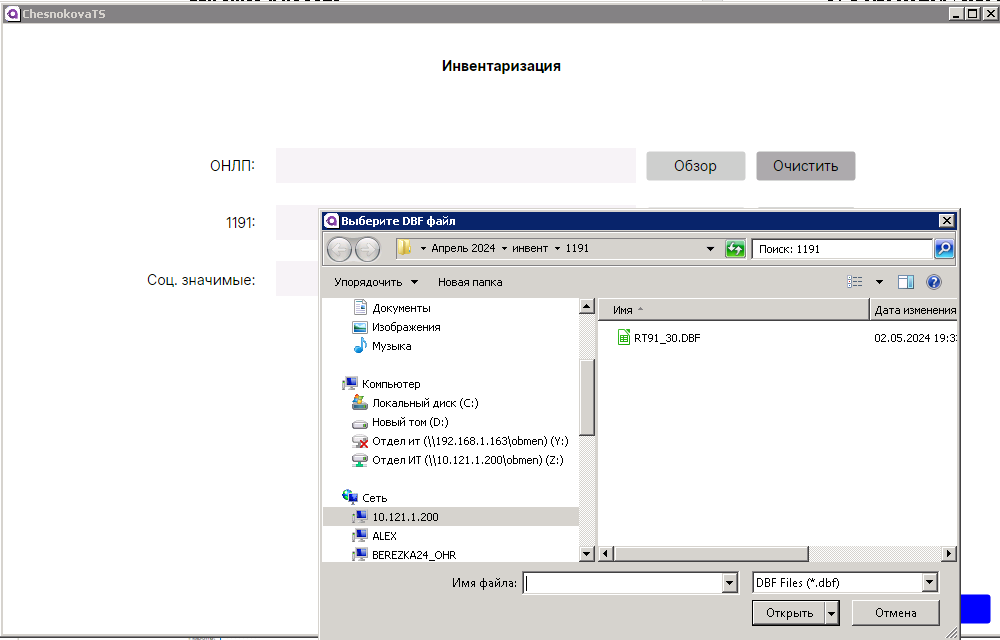 ChesnokovaTS
Инвентаризация
ОНЛП:
Обзор
Очистить
1191:
Соц. значимые:
Выберите DBF файл
Апрель 2024
инвент
1191
Поиск: 1191
Упорядочить
Новая папка
Документы
Изображения
Музыка
Компьютер
Локальный диск (C:)
Новый том (D:)
Отдел ит (\\192.168.1.163\obmen) (Y:)
Отдел ИТ (\\10.121.1.200\obmen) (Z:)
Сеть
10.121.1.200
ALEX
BEREZKA24_OHR
Имя
Дата изменения
RT91_30.DBF
02.05.2024 19:3
Имя файла:
DBF Files (*.dbf)
Открыть
Отмена